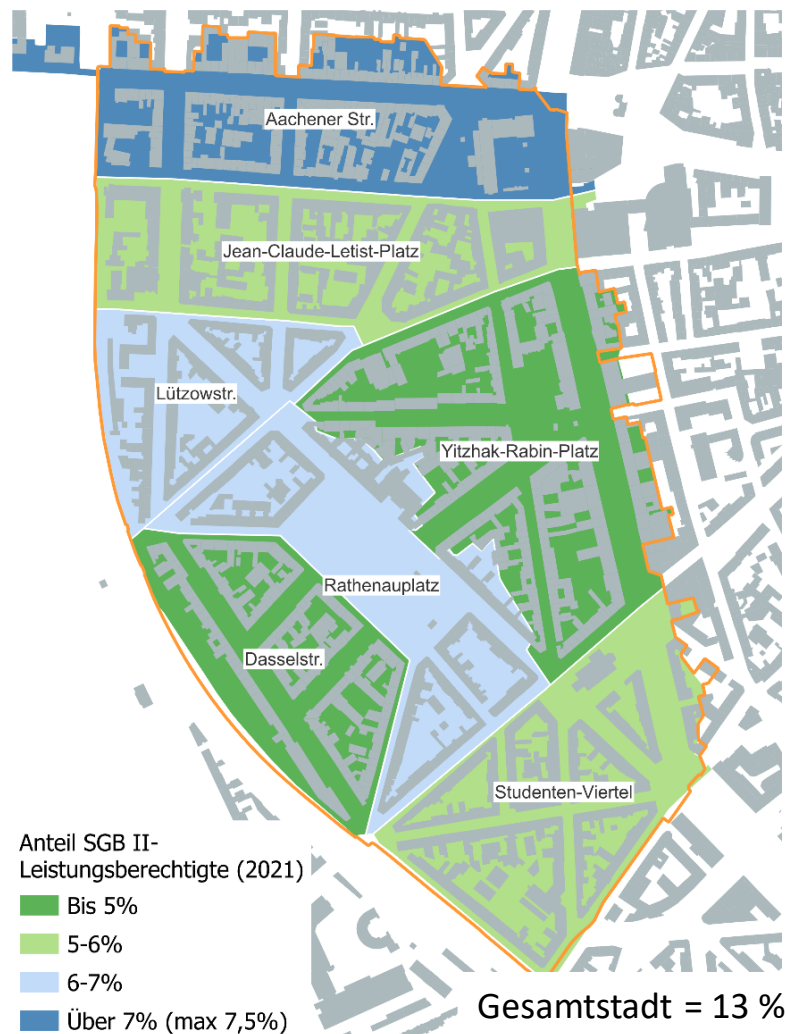 Aachener Str.
Jean-Claude-Letist-Platz
Lützowstr.
Yitzhak-Rabin-Platz
Rathenauplatz
Dasselstr.
Studenten-Viertel
Anteil SGB II-
Leistungsberechtigte (2021)
Bis 5%
5-6%
6-7%
Über 7% (max 7,5%)
Gesamtstadt = 13 %